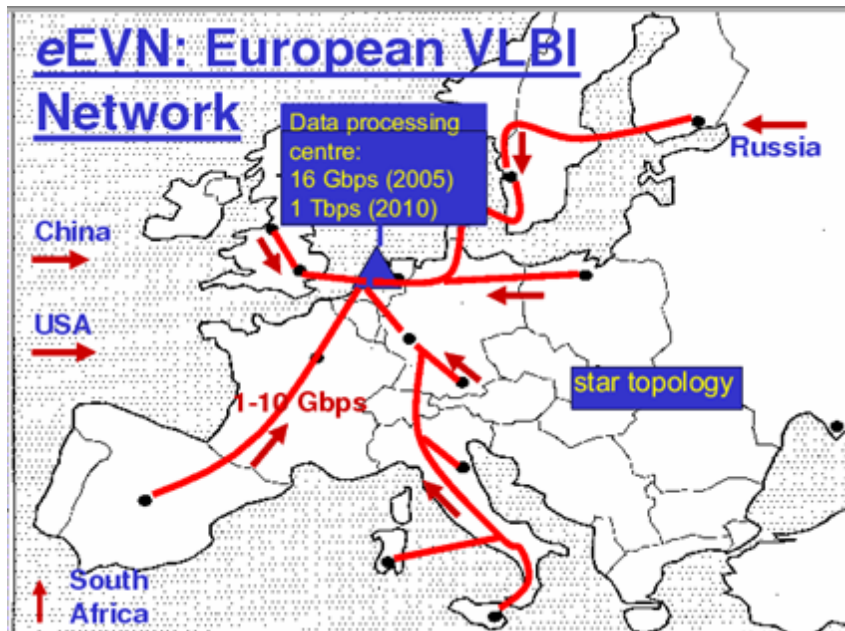 eEVN: European VLBI
Network
Data processing
centre:
16 Gbps (2005)
1 Tbps (2010)
Russia
China
USA
star topology
1-10 Gbps
South
Africa